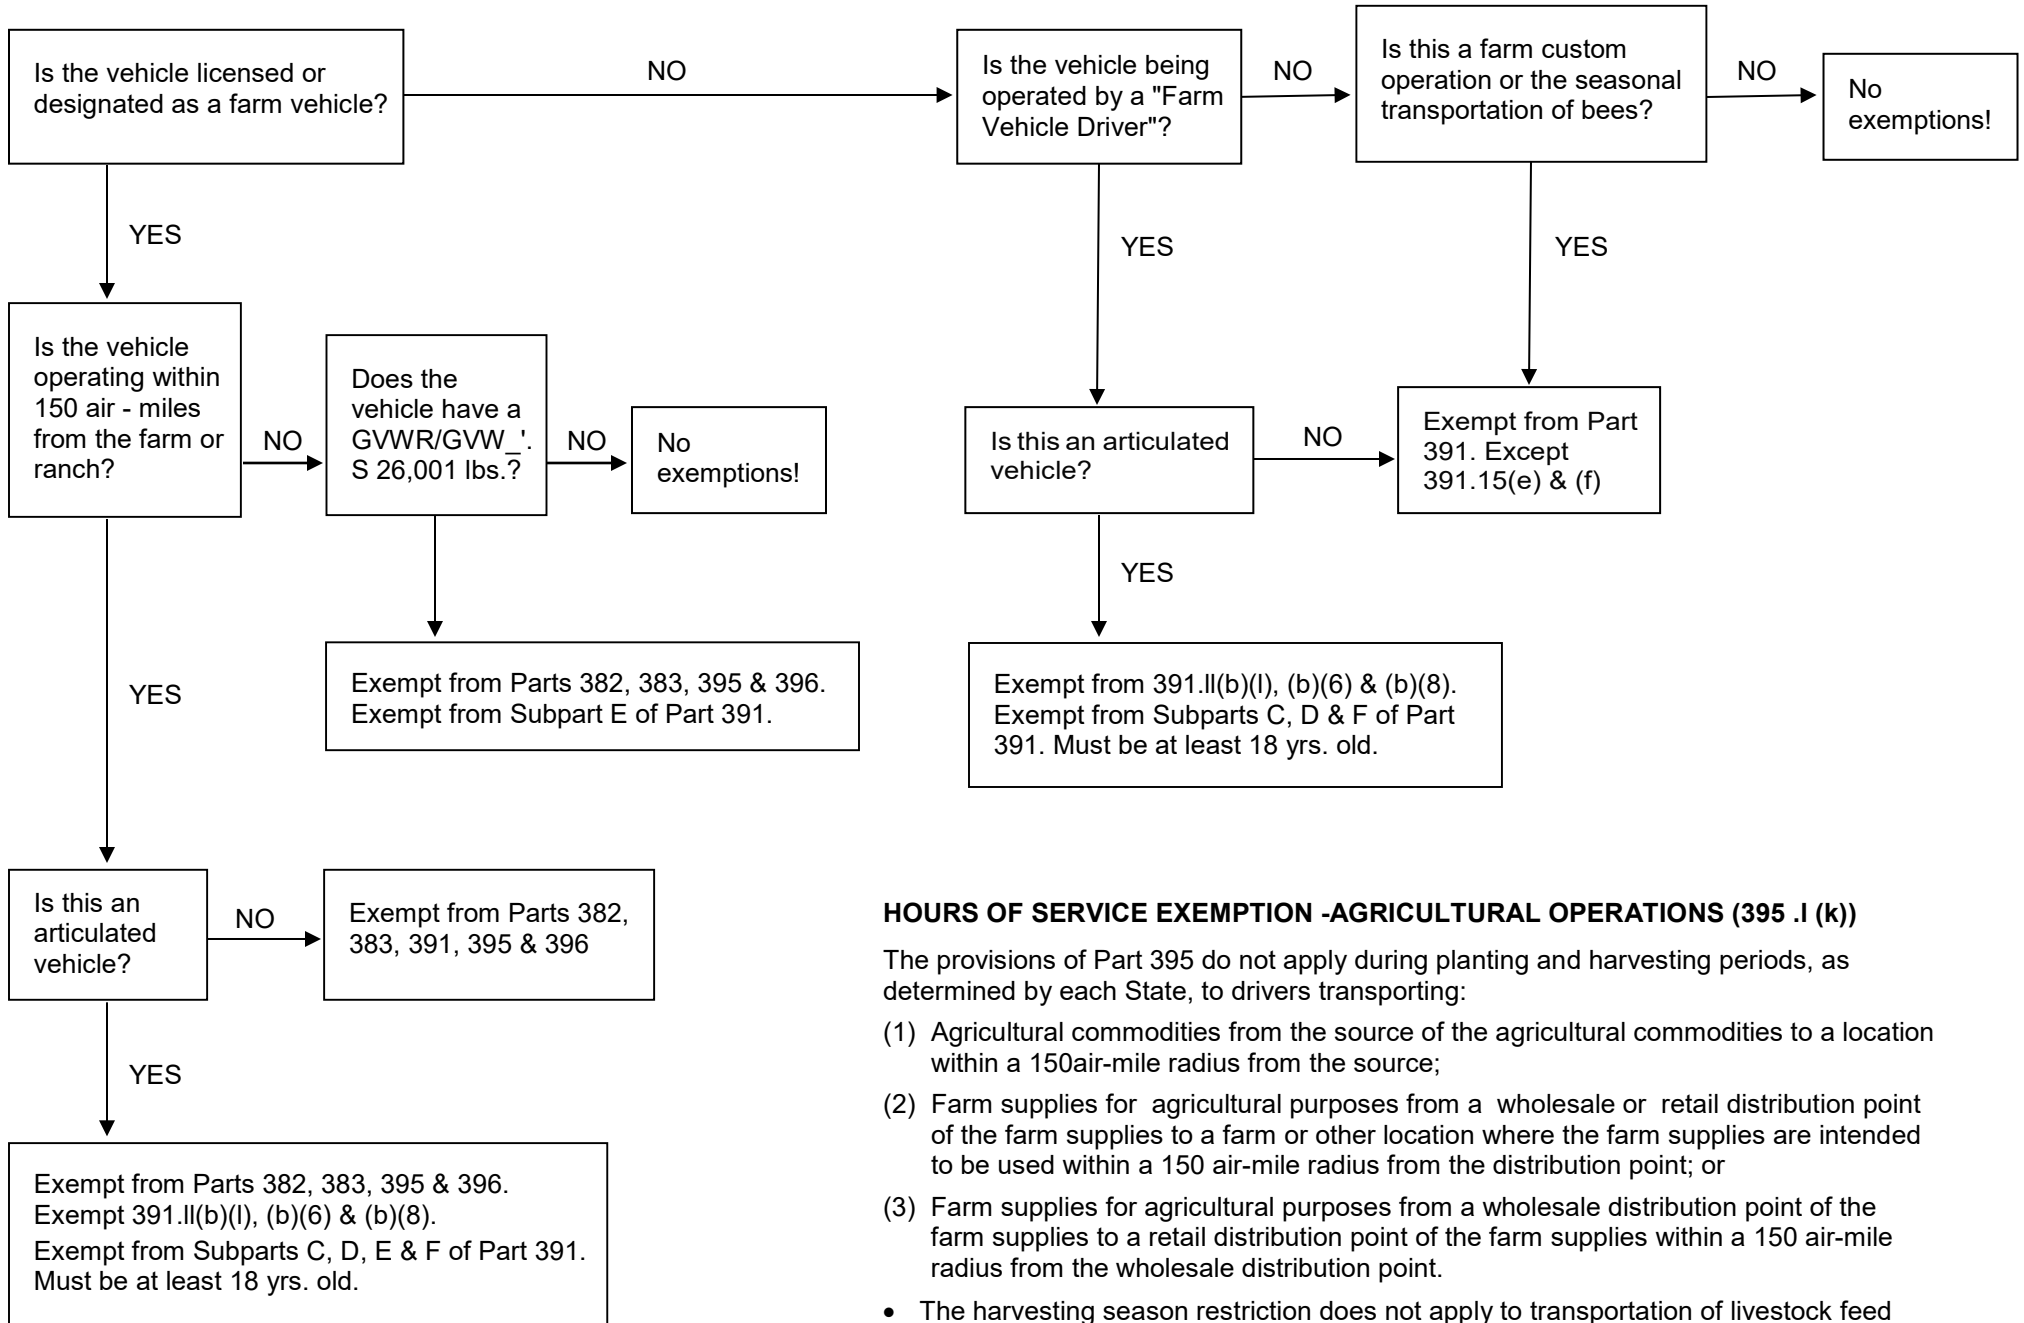 Is the vehicle licensed or
designated as a farm vehicle?
NO
Is the vehicle being
operated by a "Farm
Vehicle Driver"?
NO
Is this a farm custom
operation or the seasonal
transportation of bees?
NO
No
exemptions!
YES
YES
YES
Is the vehicle
operating within
150 air - miles
from the farm or
ranch?
NO
Does the
vehicle have a
GVWR/GVW_'.
S 26,001 lbs.?
NO
No
exemptions!
Is this an articulated
vehicle?
NO
Exempt from Part
391. Except
391.15(e) & (f)
YES
YES
Exempt from Parts 382, 383, 395 & 396.
Exempt from Subpart E of Part 391.
Exempt from 391.ll(b)(l), (b)(6) & (b)(8).
Exempt from Subparts C, D & F of Part
391. Must be at least 18 yrs. old.
Is this an
articulated
vehicle?
NO
Exempt from Parts 382,
383, 391, 395 & 396
YES
Exempt from Parts 382, 383, 395 & 396.
Exempt 391.ll(b)(l), (b)(6) & (b)(8).
Exempt from Subparts C, D, E & F of Part 391.
Must be at least 18 yrs. old.
HOURS OF SERVICE EXEMPTION -AGRICULTURAL OPERATIONS (395 .l (k))
The provisions of Part 395 do not apply during planting and harvesting periods, as
determined by each State, to drivers transporting:
(1) Agricultural commodities from the source of the agricultural commodities to a location
within a 150air-mile radius from the source;
(2) Farm supplies for agricultural purposes from a wholesale or retail distribution point
of the farm supplies to a farm or other location where the farm supplies are intended
to be used within a 150 air-mile radius from the distribution point; or
(3) Farm supplies for agricultural purposes from a wholesale distribution point of the
farm supplies to a retail distribution point of the farm supplies within a 150 air-mile
radius from the wholesale distribution point.
• The harvesting season restriction does not apply to transportation of livestock feed